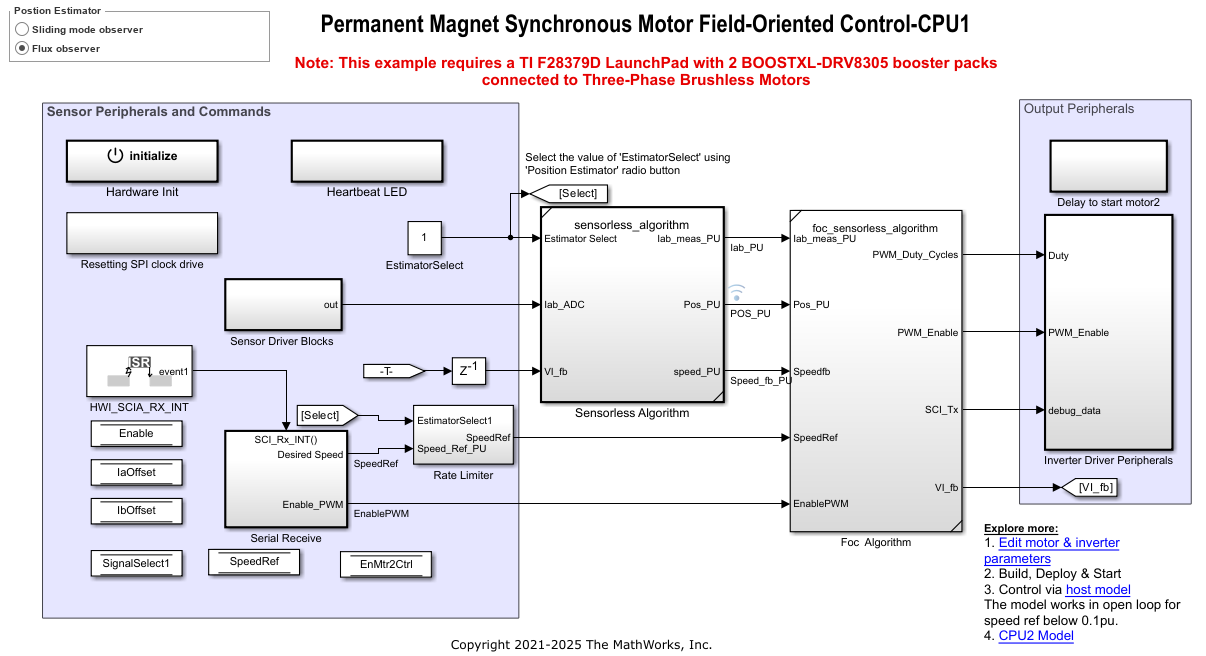 Postion Estimator
Sliding mode observer
Flux observer
Permanent Magnet Synchronous Motor Field-Oriented Control-CPU1
Note: This example requires a TI F28379D LaunchPad with 2 BOOSTXL-DRV8305 booster packs
connected to Three-Phase Brushless Motors
Sensor Peripherals and Commands
initialize
Hardware Init
Heartbeat LED
Resetting SPI clock drive
Select the value of 'EstimatorSelect' using
'Position Estimator' radio button
[Select]
1
EstimatorSelect
out
Sensor Driver Blocks
-T-
Z-1
ISR
event1
HWI_SCIA_RX_INT
[Select]
EstimatorSelect1
Speed_Ref_PU
SpeedRef
Rate Limiter
SCI_Rx_INT()
Desired Speed
Enable_PWM
Serial Receive
SpeedRef
EnablePWM
Enable
IaOffset
IbOffset
SignalSelect1
SpeedRef
EnMtr2Ctrl
sensorless_algorithm
Estimator Select
Iab_meas_PU
Iab_ADC
Pos_PU
VI_fb
speed_PU
Sensorless Algorithm
Iab_PU
POS_PU
Speed_fb_PU
foc_sensorless_algorithm
Iab_meas_PU
PWM_Duty_Cycles
Pos_PU
PWM_Enable
Speedfb
SCI_Tx
SpeedRef
VI_fb
EnablePWM
Foc Algorithm
Output Peripherals
Delay to start motor2
Duty
PWM_Enable
debug_data
Inverter Driver Peripherals
[VI_fb]
Explore more:
1. Edit motor & inverter
parameters
2. Build, Deploy & Start
3. Control via host model
The model works in open loop for
speed ref below 0.1pu.
4. CPU2 Model
Copyright 2021-2025 The MathWorks, Inc.